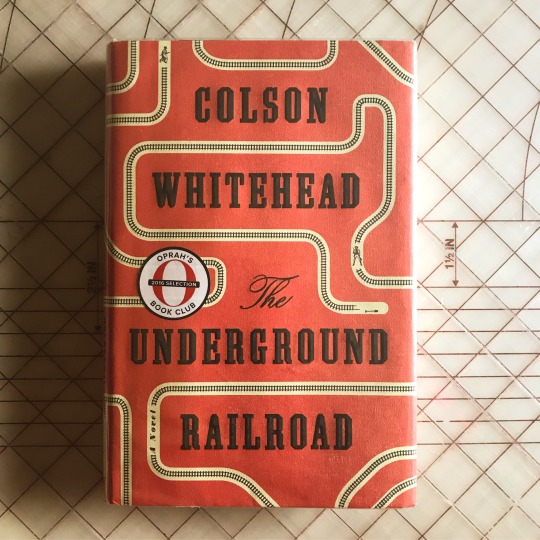 COLSON
WHITEHEAD
OPRAH'S
2016 SELECTION
BOOK CLUB
The
UNDERGROUND
RAILROAD
A Novel
1½ IN